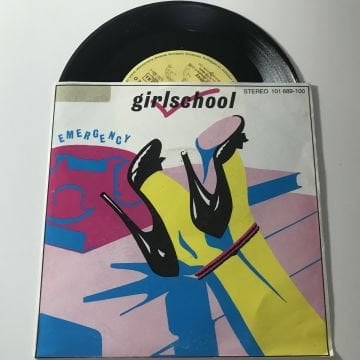 girlschool
STEREO 101 689-100
EMERGENCY